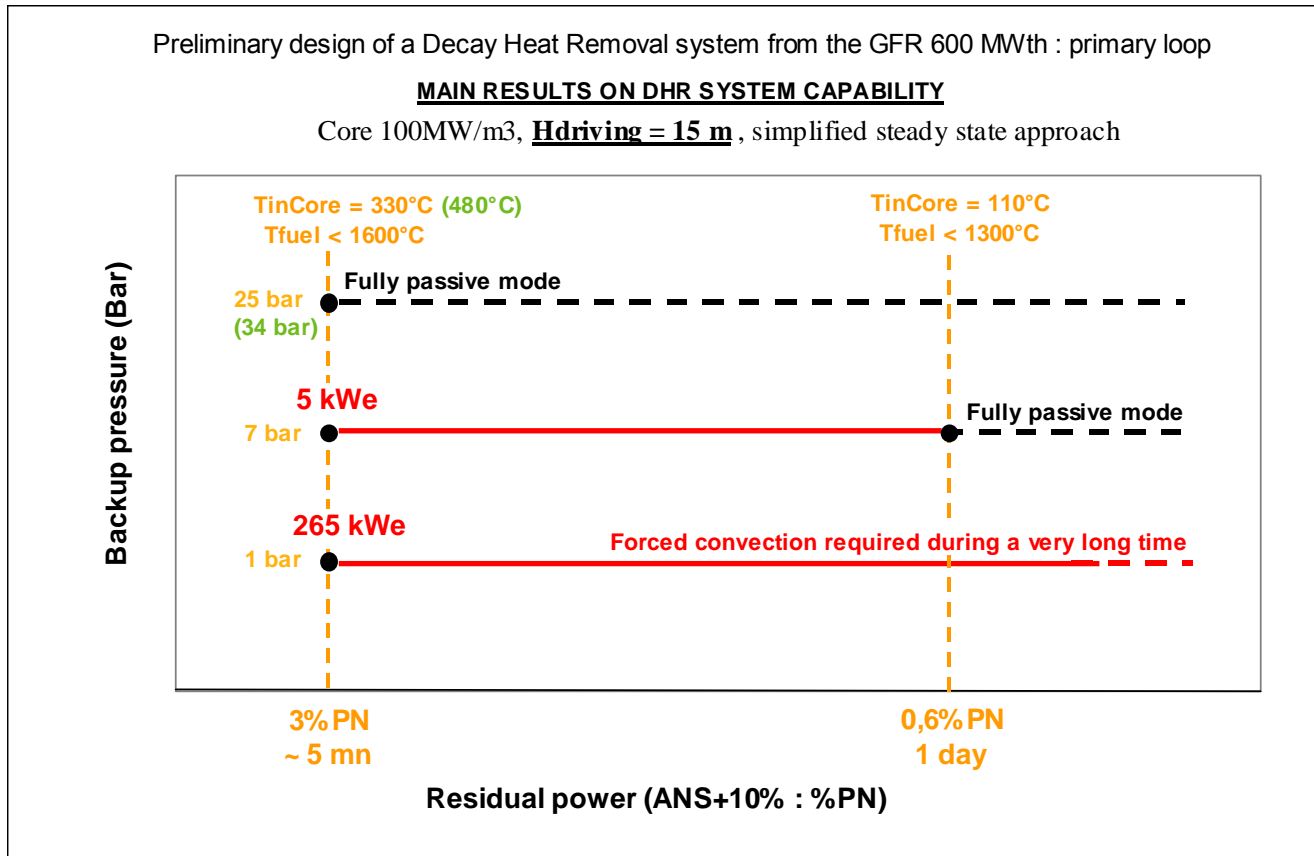 Preliminary design of a Decay Heat Removal system from the GFR 600 MWth : primary loop
MAIN RESULTS ON DHR SYSTEM CAPABILITY
Core 100MW/m3, Hdriving = 15 m , simplified steady state approach
TinCore = 330°C (480°C)
Tfuel < 1600°C
TinCore = 110°C
Tfuel < 1300°C
Backup pressure (Bar)
25 bar
(34 bar)
Fully passive mode
5 kWe
7 bar
Fully passive mode
265 kWe
1 bar
Forced convection required during a very long time
3% PN
~ 5 mn
0,6% PN
1 day
Residual power (ANS+10% : %PN)